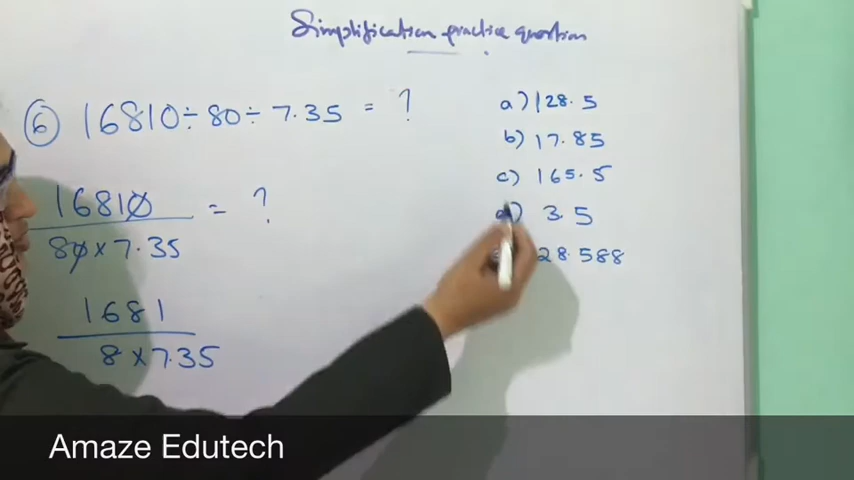 Simplification practice question
6 16810 ÷ 80 ÷ 7.35 = ?
a) 128.5
b) 17.85
c) 165.5
16810 = ?
d) 3.5
80 × 7.35
28.588
1681
8 × 7.35
Amaze Edutech